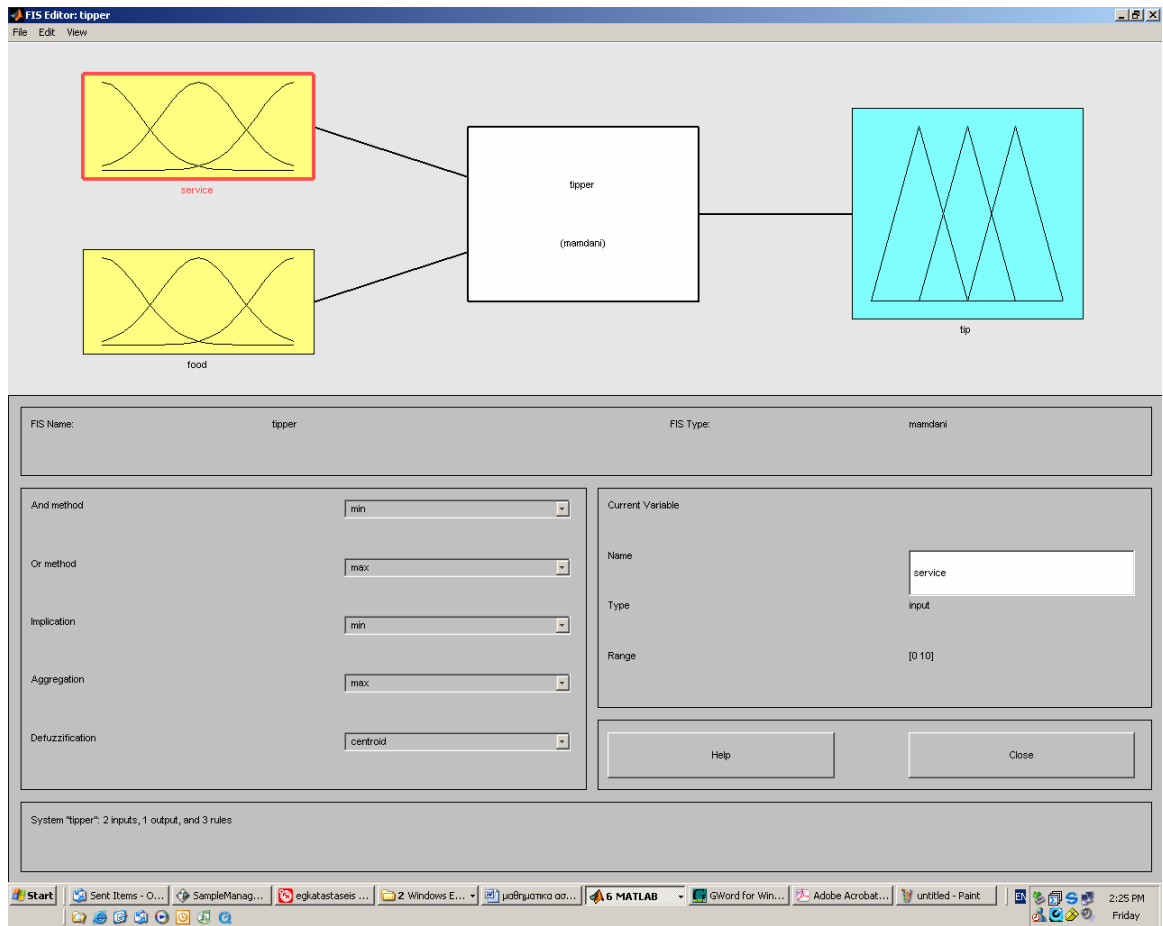 FIS Editor: tipper
File Edit View
service
food
tipper
(mamdani)
tip
FIS Name: tipper FIS Type: mamdani
And method min
Or method max
Implication min
Aggregation max
Defuzzification centroid
Current Variable
Name service
Type input
Range [0 10]
Help Close
System "tipper": 2 inputs, 1 output, and 3 rules
Start Sent Items - O... SampleManag... egkatastaseis ... 2 Windows E... μαθηματικα ασ... 6 MATLAB GWord for Win... Adobe Acrobat... untitled - Paint EN 2:25 PM
Friday